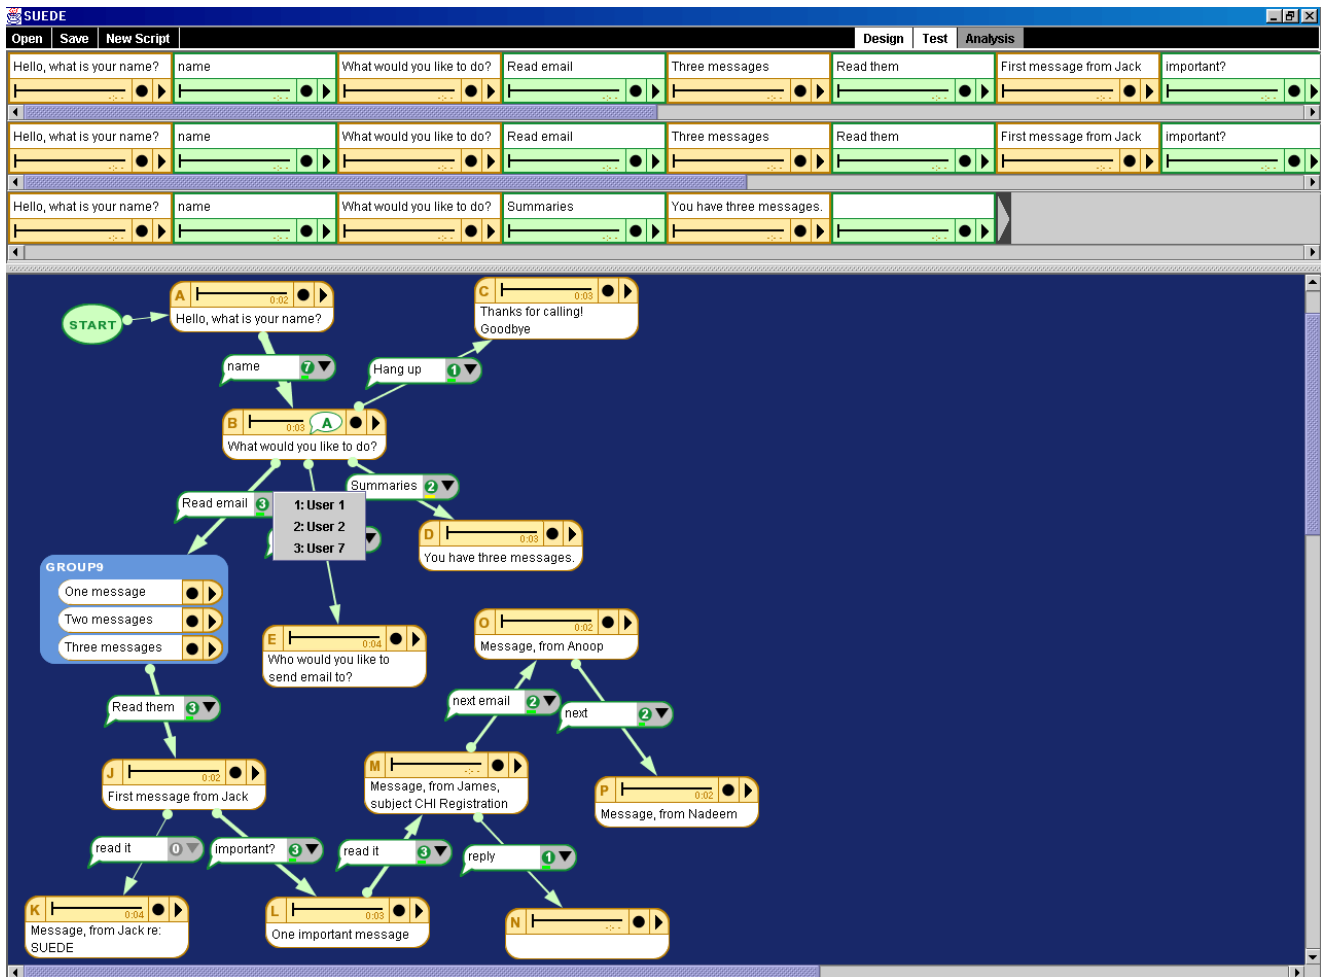 SUEDE
Open Save New Script Design Test Analysis
Hello, what is your name? name What would you like to do? Read email Three messages Read them First message from Jack important?
-:- - -:- - -:- - -:- - -:- - -:- - -:- - -:- -
Hello, what is your name? name What would you like to do? Read email Three messages Read them First message from Jack important?
-:- - -:- - -:- - -:- - -:- - -:- - -:- - -:- -
Hello, what is your name? name What would you like to do? Summaries You have three messages.
-:- - -:- - -:- - -:- - -:- - -:- -
START
A 0:02
Hello, what is your name?
C 0:03
Thanks for calling!
Goodbye
name 7
Hang up 1
B 0:03 A
What would you like to do?
Read email 3
1: User 1
2: User 2
3: User 7
Summaries 2
D 0:03
You have three messages.
GROUP9
One message
Two messages
Three messages
E 0:04
Who would you like to
send email to?
O 0:02
Message, from Anoop
Read them 3
next email 2
next 2
J 0:02
First message from Jack
M -:- -
Message, from James,
subject CHI Registration
P 0:02
Message, from Nadeem
read it 0
important? 3
read it 3
reply 1
K 0:04
Message, from Jack re:
SUEDE
L 0:03
One important message
N -:- -